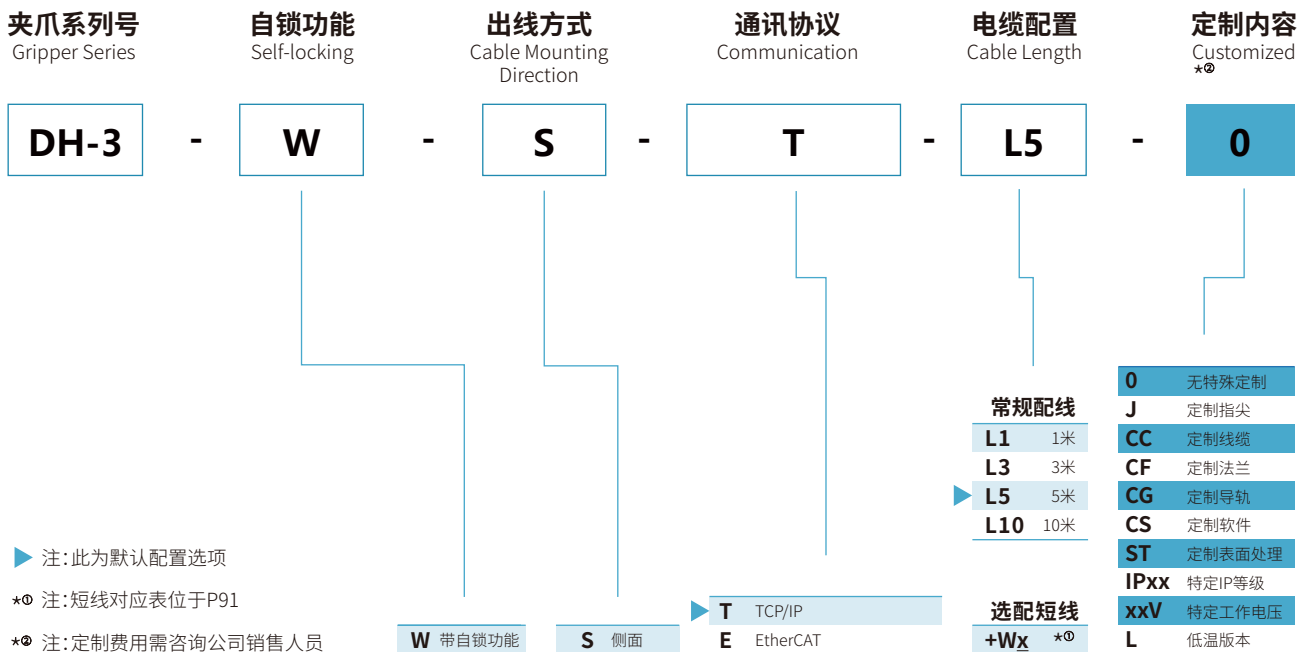 夹爪系列号 自锁功能 出线方式 通讯协议 电缆配置 定制内容
Gripper Series Self-locking Cable Mounting Communication Cable Length Customized
Direction *②
DH-3 - W - S - T - L5 - 0
常规配线
L1 1米
L3 3米
L5 5米
L10 10米
选配短线
+Wx *①
0 无特殊定制
J 定制指尖
CC 定制线缆
CF 定制法兰
CG 定制导轨
CS 定制软件
ST 定制表面处理
IPxx 特定IP等级
xxV 特定工作电压
L 低温版本
T TCP/IP
E EtherCAT
W 带自锁功能
S 侧面
注:此为默认配置选项
*① 注:短线对应表位于P91
*② 注:定制费用需咨询公司销售人员